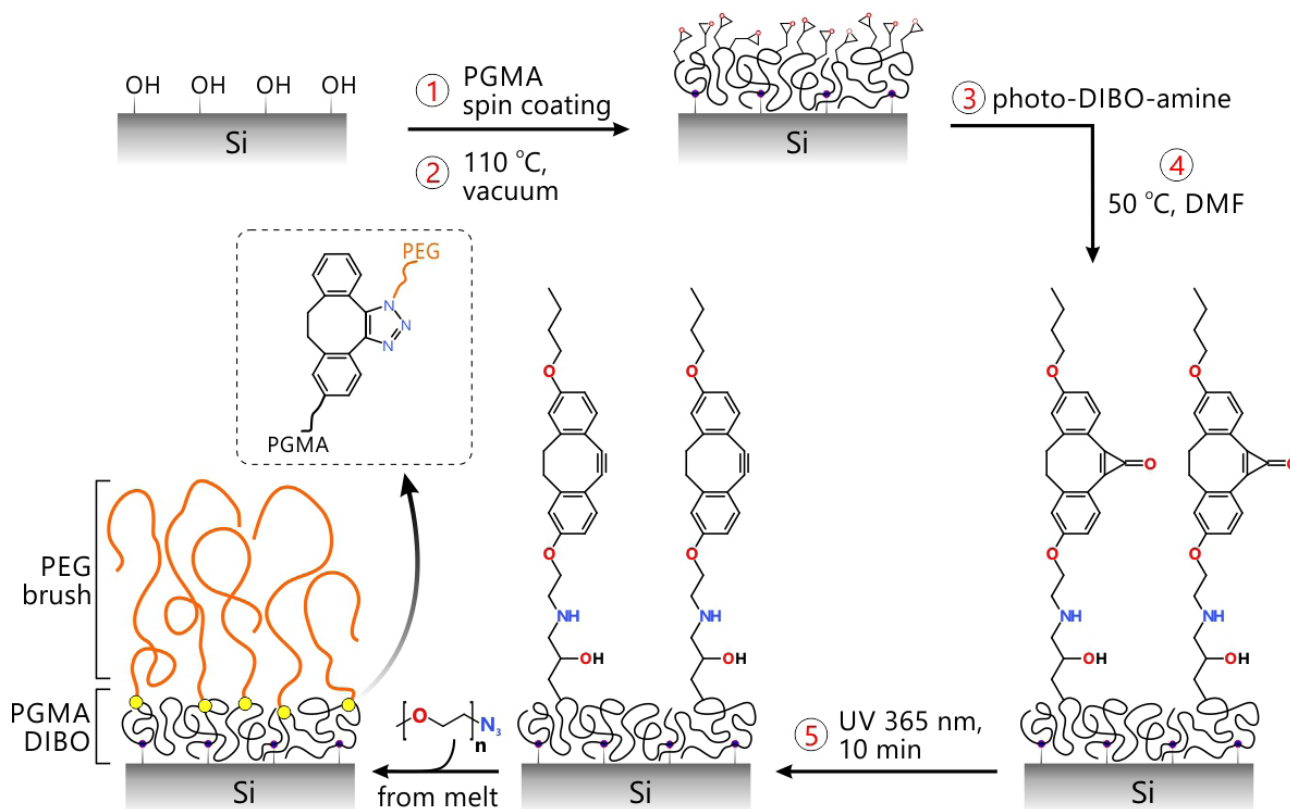 OH OH OH OH
Si
① PGMA
spin coating
② 110 °C,
vacuum
Si
③ photo-DIBO-amine
④
50 °C, DMF
O
O
O
NH
OH
O
O
O
NH
OH
Si
⑤ UV 365 nm,
10 min
O
O
NH
OH
O
O
NH
OH
Si
O
N₃
n
from melt
PEG
N
N
N
PGMA
PEG
brush
PGMA
DIBO
Si